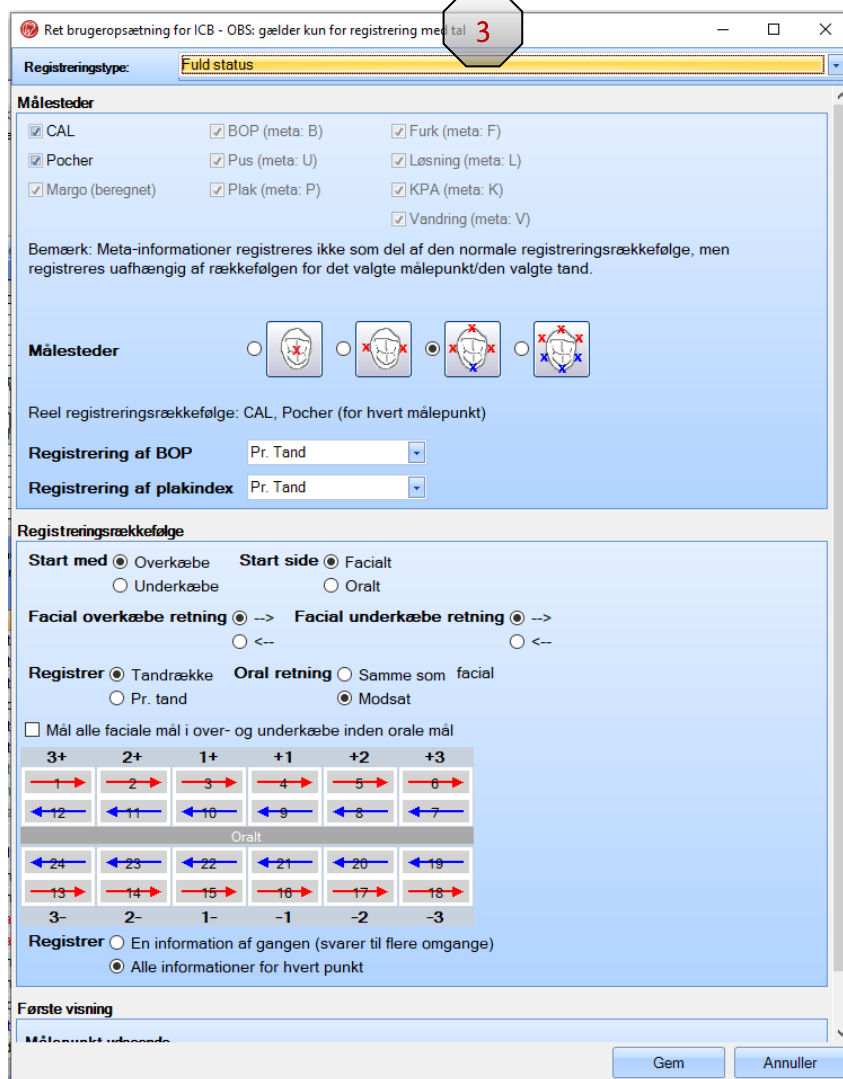 Ret brugeropsætning for ICB - OBS: gælder kun for registrering med tal
3
Registreringstype: Fuld status
Målesteder
CAL BOP (meta: B) Furk (meta: F)
Pocher Pus (meta: U) Løsning (meta: L)
Margo (beregnet) Plak (meta: P) KPA (meta: K)
Vandring (meta: V)
Bemærk: Meta-informationer registreres ikke som del af den normale registreringsrækkefølge, men
registreres uafhængig af rækkefølgen for det valgte målepunkt/den valgte tand.
Målesteder x x x x x x x x x x x x x
Reel registreringsrækkefølge: CAL, Pocher (for hvert målepunkt)
Registrering af BOP Pr. Tand
Registrering af plakindex Pr. Tand
Registreringsrækkefølge
Start med Overkæbe Start side Facialt
Underkæbe Oralt
Facial overkæbe retning --> Facial underkæbe retning -->
<-- <--
Registrer Tandrække Oral retning Samme som facial
Pr. tand Modsat
Mål alle faciale mål i over- og underkæbe inden orale mål
3+ 2+ 1+ +1 +2 +3
1 2 3 4 5 6
12 11 10 9 8 7
Oralt
24 23 22 21 20 19
13 14 15 16 17 18
3- 2- 1- -1 -2 -3
Registrer En information af gangen (svarer til flere omgange)
Alle informationer for hvert punkt
Første visning
Målepunkt udseende
Gem Annuller